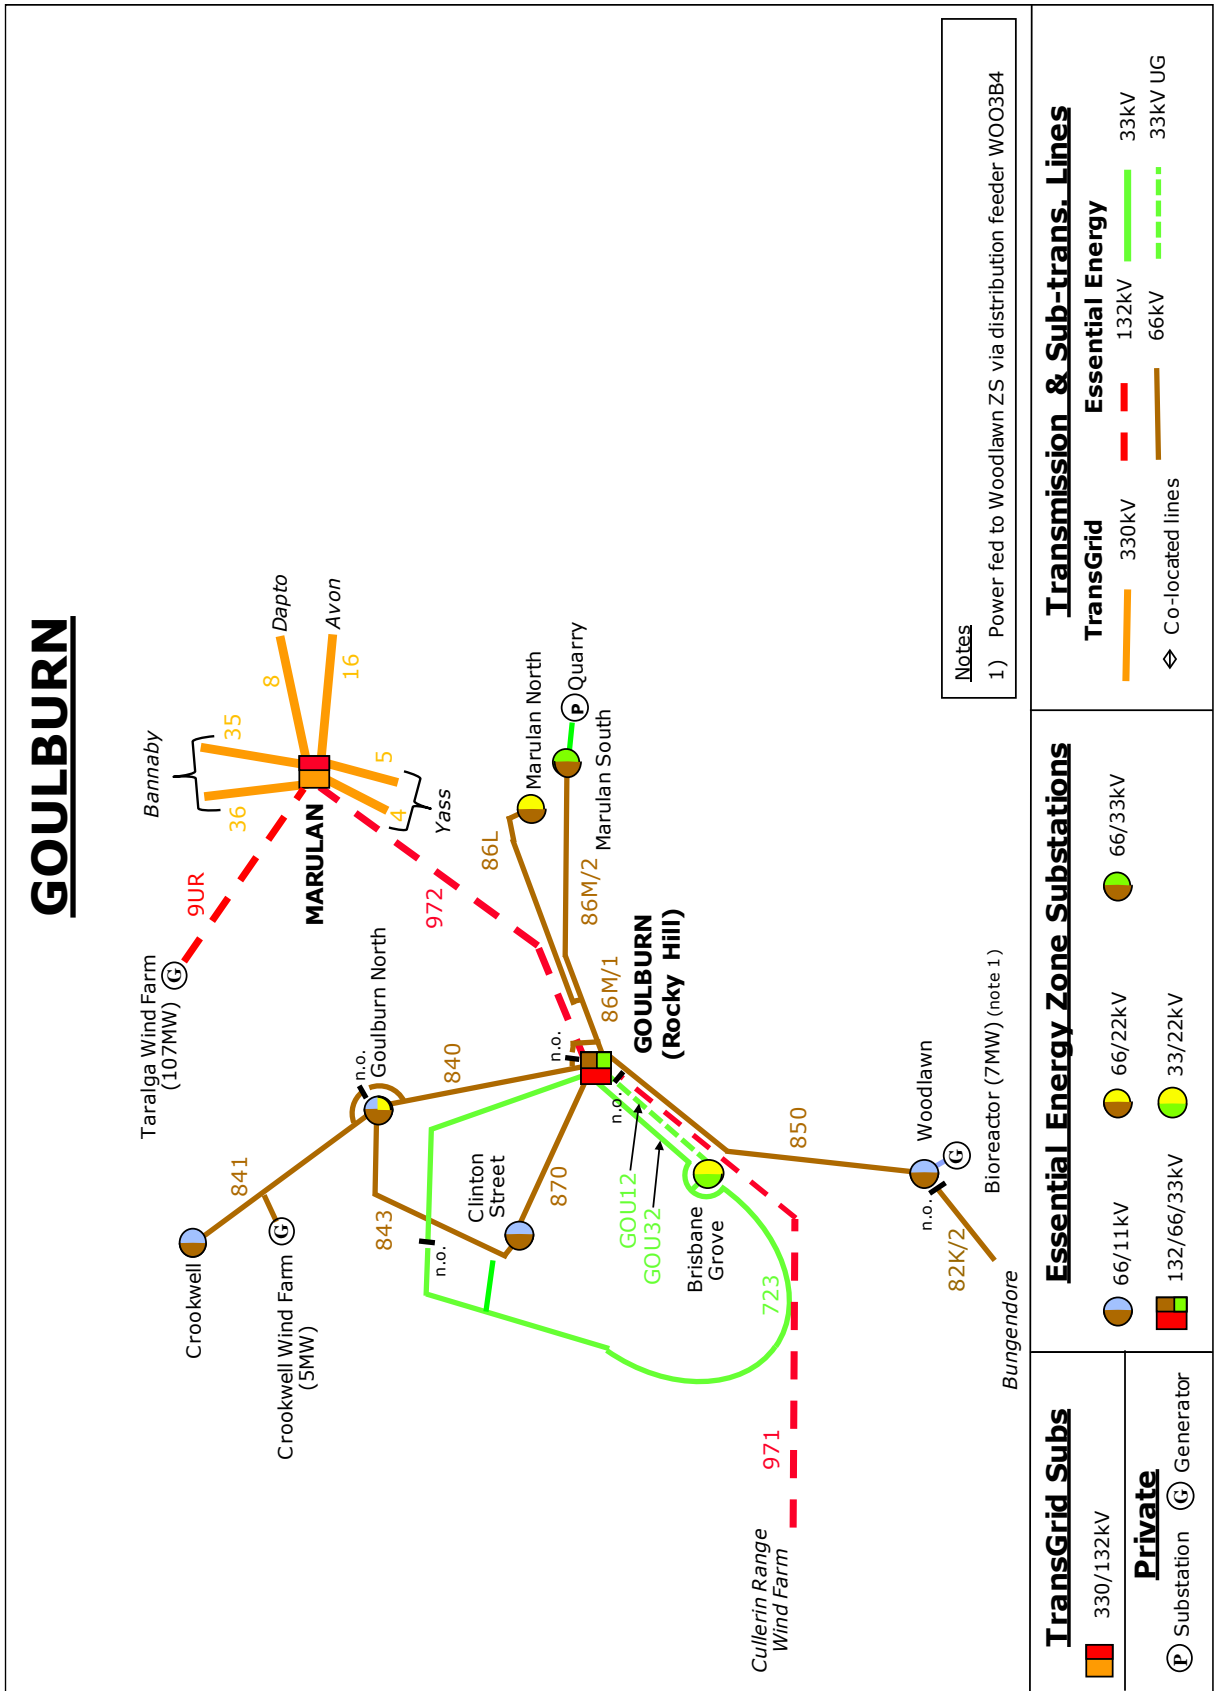 GOULBURN
Taralga Wind Farm
(107MW)
G
9UR
Bannaby
36
35
8
Dapto
16
Avon
5
4
Yass
MARULAN
972
Crookwell
841
G
Crookwell Wind Farm
(5MW)
n.o.
Goulburn North
840
843
n.o.
Clinton
Street
870
86L
Marulan North
86M/2
P
Quarry
Marulan South
86M/1
n.o.
GOULBURN
(Rocky Hill)
n.o.
GOU12
GOU32
Brisbane
Grove
723
971
Cullerin Range
Wind Farm
850
Woodlawn
G
Bioreactor (7MW) (note 1)
n.o.
82K/2
Bungendore
Notes
1) Power fed to Woodlawn ZS via distribution feeder WOO3B4
TransGrid Subs
330/132kV
Private
P Substation G Generator
Essential Energy Zone Substations
66/11kV 66/22kV 66/33kV
132/66/33kV 33/22kV
Transmission & Sub-trans. Lines
TransGrid Essential Energy
330kV 132kV 33kV
Co-located lines 66kV 33kV UG